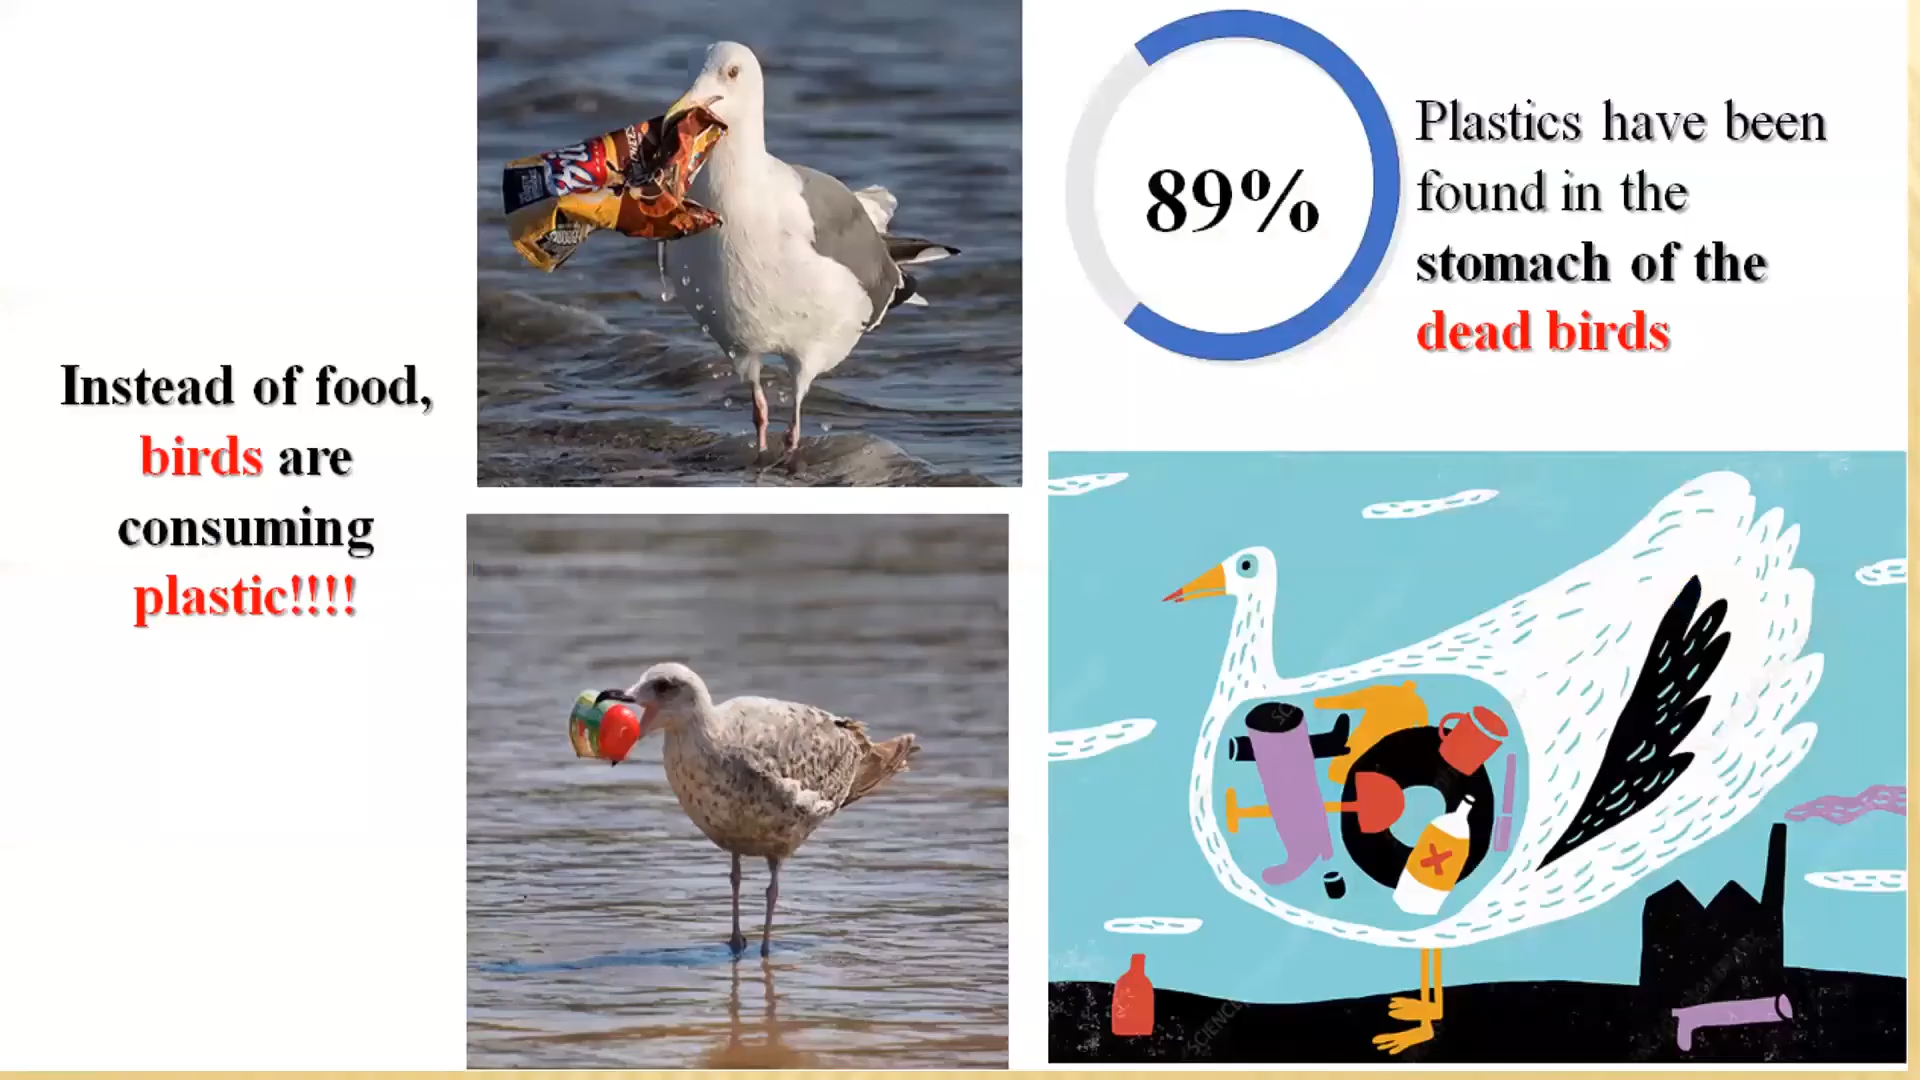 Instead of food,
birds are
consuming
plastic!!!!
89%
Plastics have been
found in the
stomach of the
dead birds